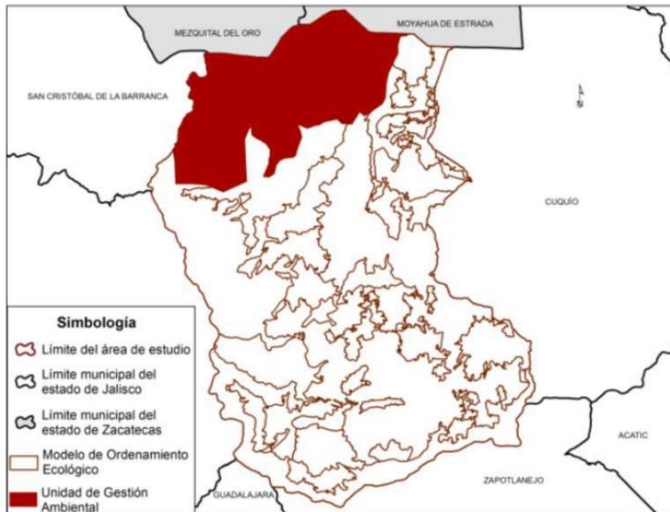 MEZQUITAL DEL ORO
MOYAHUA DE ESTRADA
SAN CRISTÓBAL DE LA BARRANCA
N
CUQUÍO
Simbología
Límite del área de estudio
Límite municipal del
estado de Jalisco
Límite municipal del
estado de Zacatecas
Modelo de Ordenamiento
Ecológico
Unidad de Gestión
Ambiental
ACATIC
ZAPOTLANEJO
GUADALAJARA